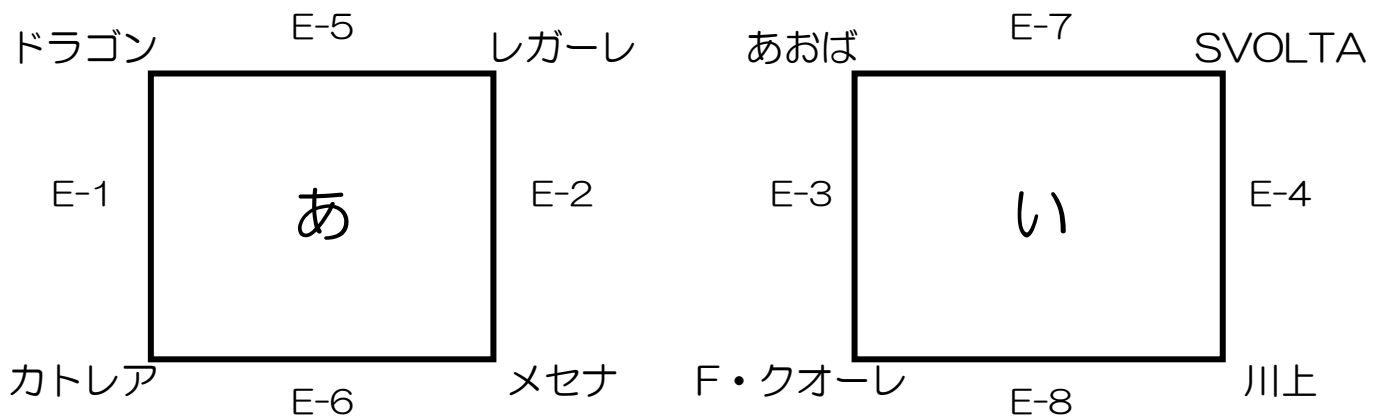 E-5
E-7
ドラゴン
レガーレ
あおば
SVOLTA
E-1
あ
E-2
E-3
い
E-4
カトレア
メセナ
F・クオーレ
川上
E-6
E-8